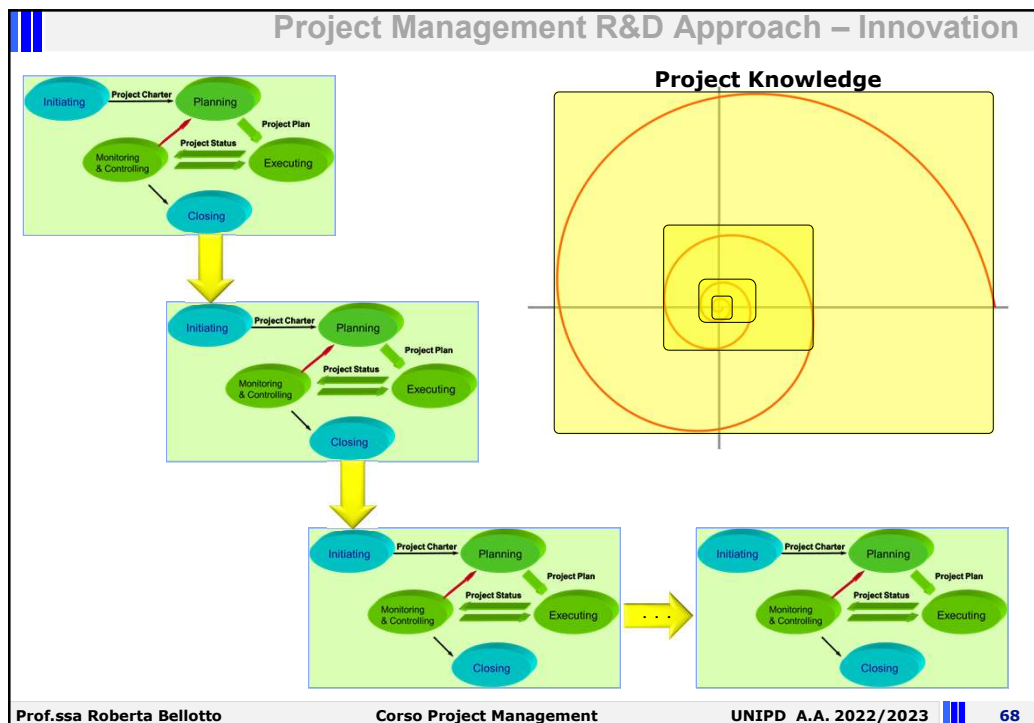 Project Management R&D Approach – Innovation
Project Knowledge
Initiating
Project Charter
Planning
Project Plan
Project Status
Monitoring
& Controlling
Executing
Closing
Initiating
Project Charter
Planning
Project Plan
Project Status
Monitoring
& Controlling
Executing
Closing
Initiating
Project Charter
Planning
Project Plan
Project Status
Monitoring
& Controlling
Executing
Closing
. . .
Initiating
Project Charter
Planning
Project Plan
Project Status
Monitoring
& Controlling
Executing
Closing
Prof.ssa Roberta Bellotto Corso Project Management UNIPD A.A. 2022/2023 68